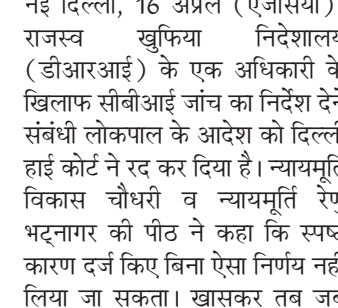 नई दिल्ली, 16 अप्रैल (एजेंसियां)
राजस्व खुफिया निदेशालय
(डीआरआई) के एक अधिकारी के
खिलाफ सीबीआई जांच का निर्देश देने
संबंधी लोकपाल के आदेश को दिल्ली
हाई कोर्ट ने रद कर दिया है। न्यायमूर्ति
विकास चौधरी व न्यायमूर्ति रेणु
भटनागर की पीठ ने कहा कि स्पष्ट
कारण दर्ज किए बिना ऐसा निर्णय नहीं
लिया जा सकता। खासकर तब जब